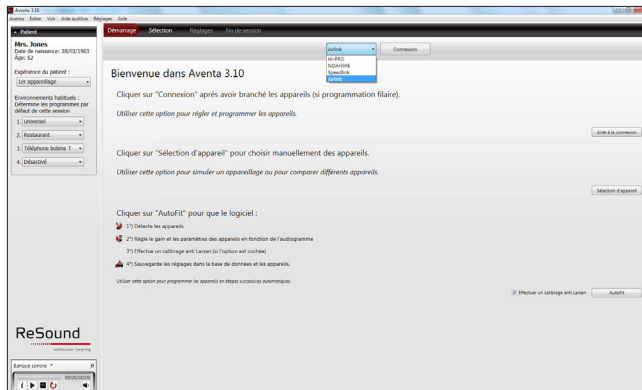 Aventa 3.10
Aventa Éditer Voir Aide auditive Réglages Aide
Patient
Démarrage Sélection Réglages Fin de session
Mrs. Jones
Date de naissance: 28/02/1963
Âge: 52
Airlink
Connexion
HI-PRO
NOAHlink
Speedlink
Airlink
Expérience du patient :
1er appareillage
Environnements habituels :
Détermine les programmes par
défaut de cette session
1. Universel
2. Restaurant
3. Téléphone bobine T
4. Désactivé
Bienvenue dans Aventa 3.10
Cliquer sur "Connexion" après avoir branché les appareils (si programmation filaire).
Utiliser cette option pour régler et programmer les appareils.
Aide à la connexion
Cliquer sur "Sélection d'appareil" pour choisir manuellement des appareils.
Utiliser cette option pour simuler un appareillage ou pour comparer différents appareils.
Sélection d'appareil
Cliquer sur "AutoFit" pour que le logiciel :
1°) Détecte les appareils
2°) Règle le gain et les paramètres des appareils en fonction de l'audiogramme
3°) Effectue un calibrage anti Larsen (si l'option est cochée)
4°) Sauvegarde les réglages dans la base de données et les appareils.
Utiliser cette option pour programmer les appareils en étapes successives automatiques.
Effectuer un calibrage anti Larsen
AutoFit
ReSound
rediscover hearing
Banque sonore
00:00/00:00